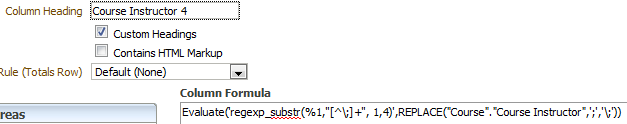 Column Heading Course Instructor 4
Custom Headings
Contains HTML Markup
Rule (Totals Row) Default (None)
Column Formula
reas
Evaluate('regexp_substr(%1,"[^\;]+", 1,4)',REPLACE("Course"."Course Instructor",';','\;'))